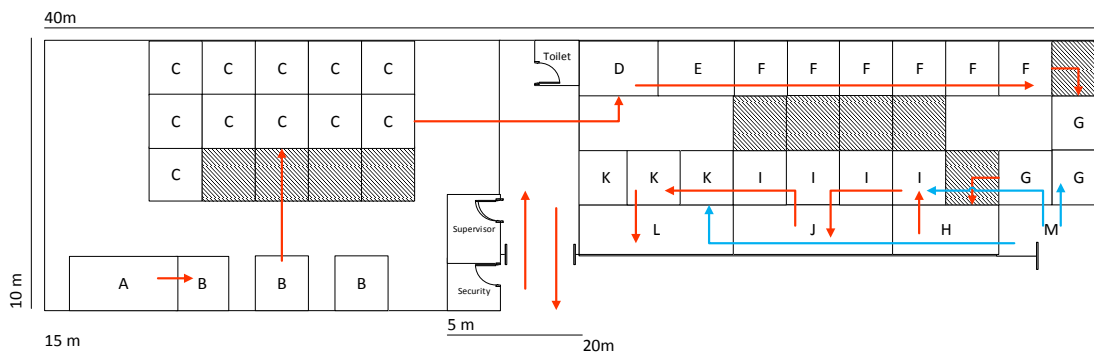 40m
C C C C C Toilet D E F F F F F F
C C C C C G
C K K K I I I I G G
Supervisor L J H M
A B B B
10 m
Security
5 m
15 m 20m